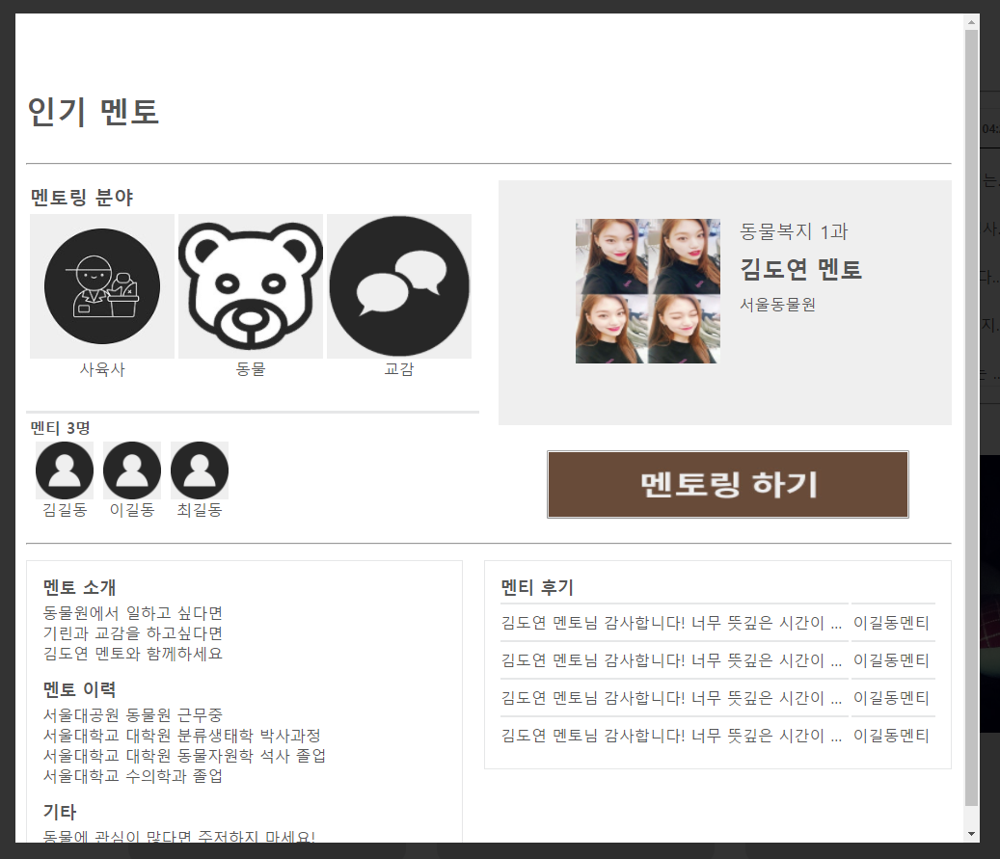 인기 멘토
멘토링 분야
사육사
동물
교감
동물복지 1과
김도연 멘토
서울동물원
멘티 3명
김길동
이길동
최길동
멘토링 하기
멘토 소개
동물원에서 일하고 싶다면
기린과 교감을 하고싶다면
김도연 멘토와 함께하세요
멘토 이력
서울대공원 동물원 근무중
서울대학교 대학원 분류생태학 박사과정
서울대학교 대학원 동물자원학 석사 졸업
서울대학교 수의학과 졸업
기타
동물에 관심이 많다면 주저하지 마세요!
멘티 후기
김도연 멘토님 감사합니다! 너무 뜻깊은 시간이 ... 이길동멘티
김도연 멘토님 감사합니다! 너무 뜻깊은 시간이 ... 이길동멘티
김도연 멘토님 감사합니다! 너무 뜻깊은 시간이 ... 이길동멘티
김도연 멘토님 감사합니다! 너무 뜻깊은 시간이 ... 이길동멘티